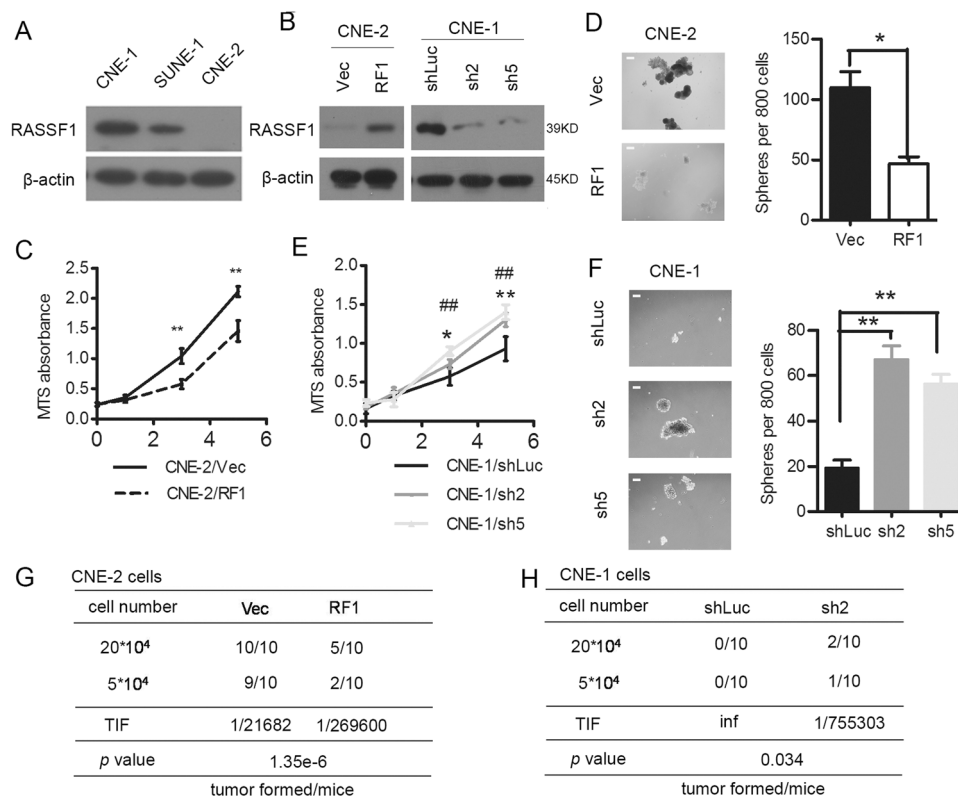 A
CNE-1
SUNE-1
CNE-2
RASSF1
β-actin
B
CNE-2
CNE-1
Vec
RF1
shLuc
sh2
sh5
RASSF1
39KD
β-actin
45KD
C
MTS absorbance
2.5
2.0
1.5
1.0
0.5
0.0
0
2
4
6
**
**
CNE-2/Vec
CNE-2/RF1
D
CNE-2
Vec
RF1
Spheres per 800 cells
150
100
50
0
*
Vec
RF1
E
MTS absorbance
2.0
1.5
1.0
0.5
0.0
0
2
4
6
##
*
##
**
CNE-1/shLuc
CNE-1/sh2
CNE-1/sh5
F
CNE-1
shLuc
sh2
sh5
Spheres per 800 cells
80
60
40
20
0
**
**
shLuc
sh2
sh5
G
CNE-2 cells
cell number Vec RF1
20*10⁴ 10/10 5/10
5*10⁴ 9/10 2/10
TIF 1/21682 1/269600
p value 1.35e-6
tumor formed/mice
H
CNE-1 cells
cell number shLuc sh2
20*10⁴ 0/10 2/10
5*10⁴ 0/10 1/10
TIF inf 1/755303
p value 0.034
tumor formed/mice